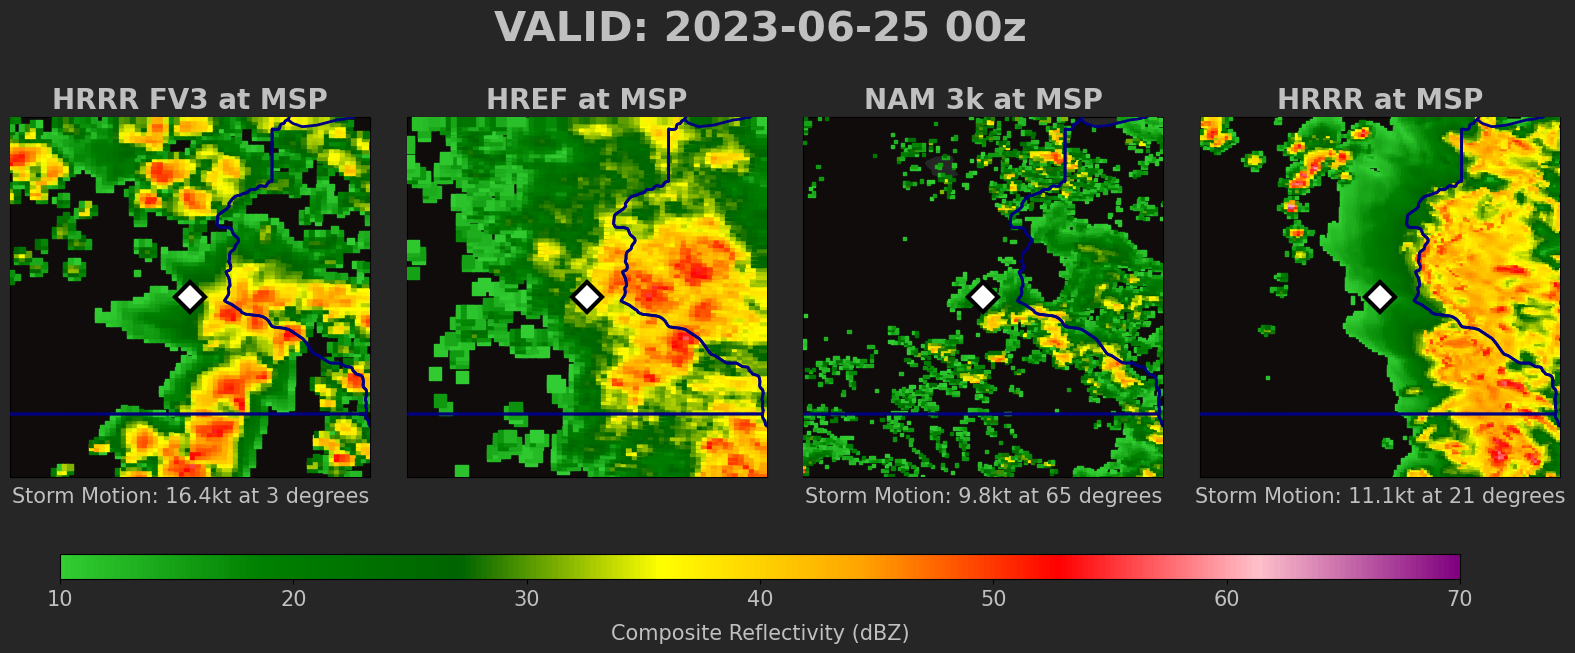 VALID: 2023-06-25 00z
HRRR FV3 at MSP
HREF at MSP
NAM 3k at MSP
HRRR at MSP
Storm Motion: 16.4kt at 3 degrees
Storm Motion: 9.8kt at 65 degrees
Storm Motion: 11.1kt at 21 degrees
10 20 30 40 50 60 70
Composite Reflectivity (dBZ)